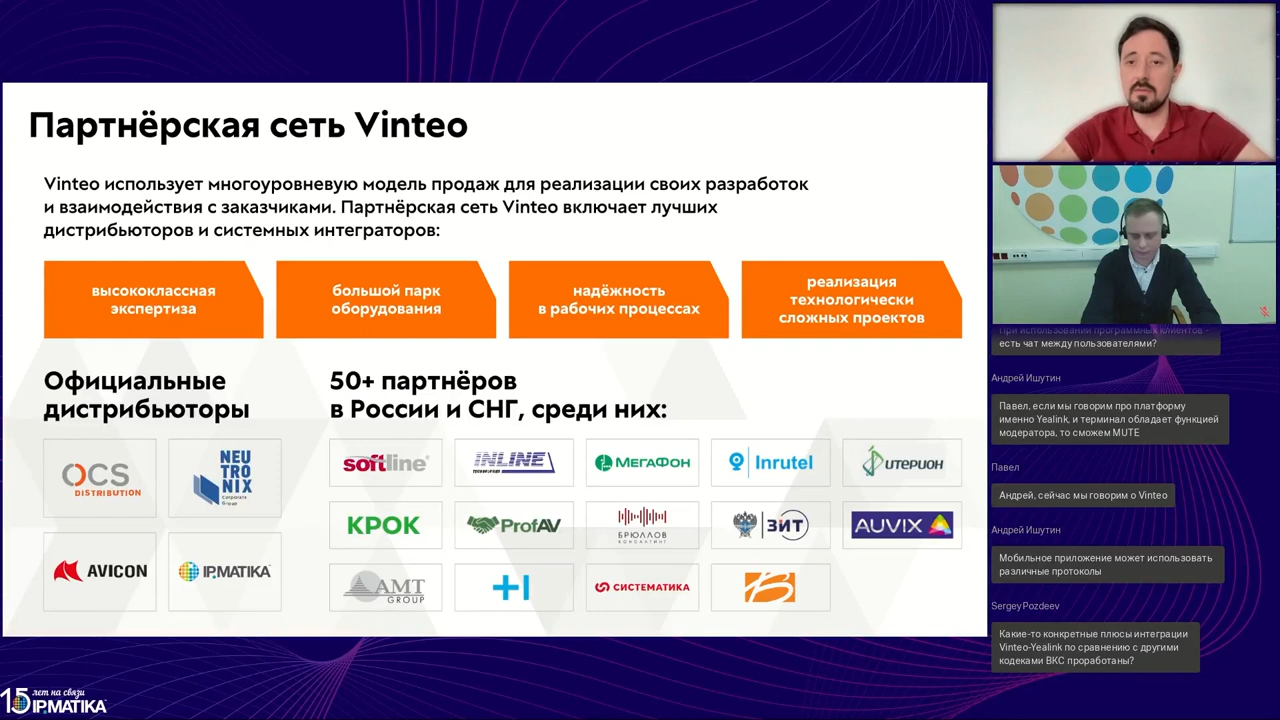 Партнёрская сеть Vinteo
Vinteo использует многоуровневую модель продаж для реализации своих разработок
и взаимодействия с заказчиками. Партнёрская сеть Vinteo включает лучших
дистрибьюторов и системных интеграторов:
высококлассная
экспертиза
большой парк
оборудования
надёжность
в рабочих процессах
реализация
технологически
сложных проектов
Официальные
дистрибьюторы
OCS
DISTRIBUTION
NEU
TRO
NIX
Corporate
Group
AVICON
IP.MATIKA
50+ партнёров
в России и СНГ, среди них:
softline®
INLINE
МЕГАФОН
Inrutel
ИТЕРИОН
КРОК
ProfAV
БРЮЛЛОВ
КОНСАЛТИНГ
ЗИТ
AUVIX
AMT
GROUP
+I
СИСТЕМАТИКА
При использовании программных клиентов -
есть чат между пользователями?
Андрей Ишутин
Павел, если мы говорим про платформу
именно Yealink, и терминал обладает функцией
модератора, то сможем MUTE
Павел
Андрей, сейчас мы говорим о Vinteo
Андрей Ишутин
Мобильное приложение может использовать
различные протоколы
SergeyPozdeev
Какие-то конкретные плюсы интеграции
Vinteo-Yealink по сравнению с другими
кодеками ВКС проработаны?
15 лет на связи
IP.MATIKA